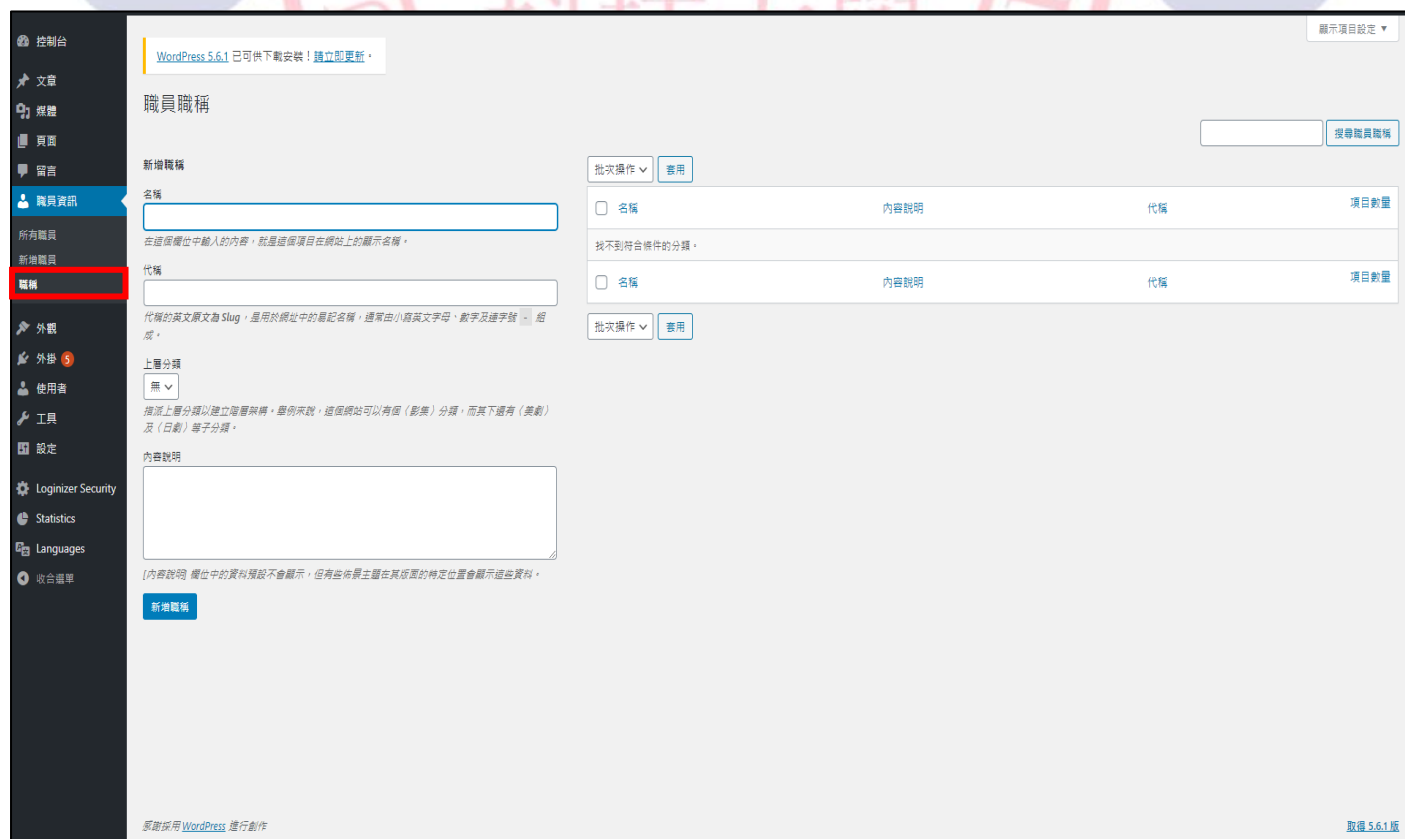 控制台
文章
媒體
頁面
留言
職員資訊
所有職員
新增職員
職稱
外觀
外掛 5
使用者
工具
設定
Loginizer Security
Statistics
Languages
收合選單
顯示項目設定 ▼
WordPress 5.6.1 已可供下載安裝！請立即更新。
職員職稱
搜尋職員職稱
新增職稱
名稱
在這個欄位中輸入的內容，就是這個項目在網站上的顯示名稱。
代稱
代稱的英文原文為 Slug，是用於網址中的易記名稱，通常由小寫英文字母、數字及連字號 - 組
成。
上層分類
無
指派上層分類以建立階層架構。舉例來說，這個網站可以有個〈影集〉分類，而其下還有〈美劇〉
及〈日劇〉等子分類。
內容說明
[內容說明] 欄位中的資料預設不會顯示，但有些佈景主題在其版面的特定位置會顯示這些資料。
新增職稱
批次操作 套用
名稱 內容說明 代稱 項目數量
找不到符合條件的分類。
名稱 內容說明 代稱 項目數量
批次操作 套用
感謝採用 WordPress 進行創作
取得 5.6.1 版